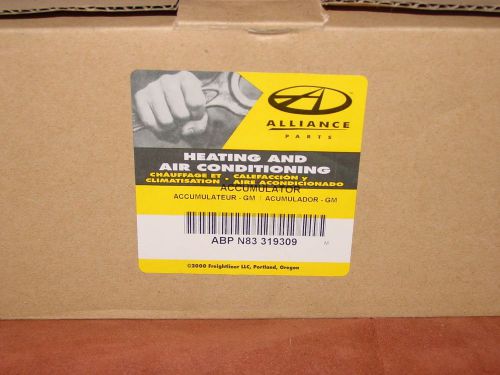 ALLIANCE
PARTS
HEATING AND
AIR CONDITIONING
CHAUFFAGE ET - CALEFACCIÓN y
CLIMATISATION - AIRE ACONDICIONADO
ACCUMULATOR
ACCUMULATEUR - GM | ACUMULADOR - GM
ABP N83 319309
M
©2000 Freightliner LLC, Portland, Oregon